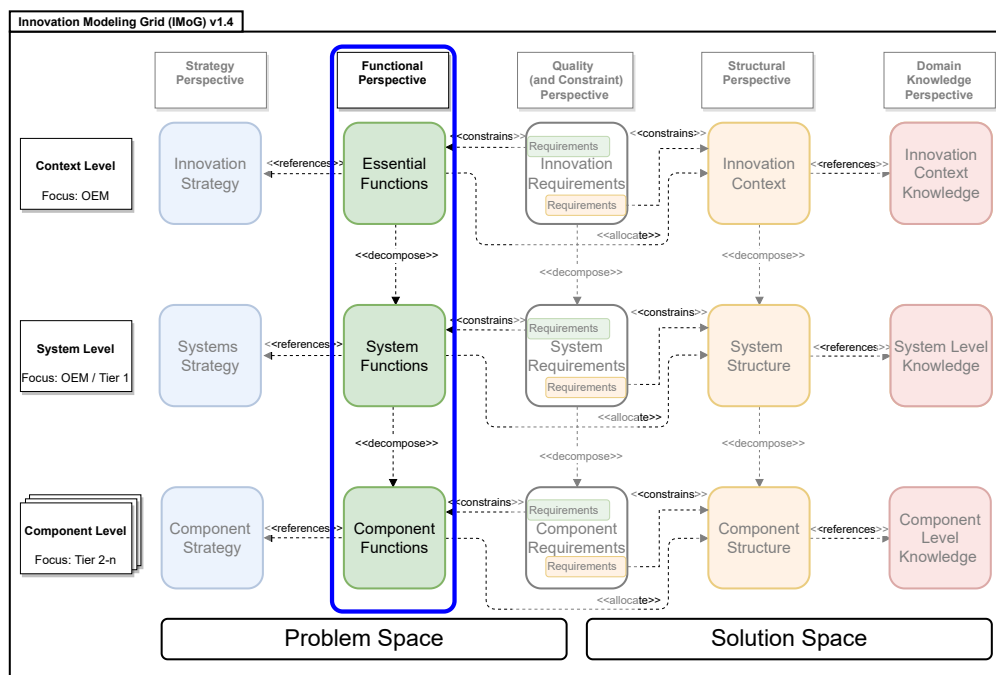 Innovation Modeling Grid (IMoG) v1.4
Strategy
Perspective
Functional
Perspective
Quality
(and Constraint)
Perspective
Structural
Perspective
Domain
Knowledge
Perspective
Context Level
Focus: OEM
Innovation
Strategy
<<references>>
Essential
Functions
<<constrains>>
Requirements
Innovation
Requirements
Requirements
<<constrains>>
<<allocate>>
Innovation
Context
<<references>>
Innovation
Context
Knowledge
<<decompose>>
<<decompose>>
<<decompose>>
System Level
Focus: OEM / Tier 1
Systems
Strategy
<<references>>
System
Functions
<<constrains>>
Requirements
System
Requirements
Requirements
<<constrains>>
<<allocate>>
System
Structure
<<references>>
System Level
Knowledge
<<decompose>>
<<decompose>>
<<decompose>>
Component Level
Focus: Tier 2-n
Component
Strategy
<<references>>
Component
Functions
<<constrains>>
Requirements
Component
Requirements
Requirements
<<constrains>>
<<allocate>>
Component
Structure
<<references>>
Component
Level
Knowledge
Problem Space
Solution Space